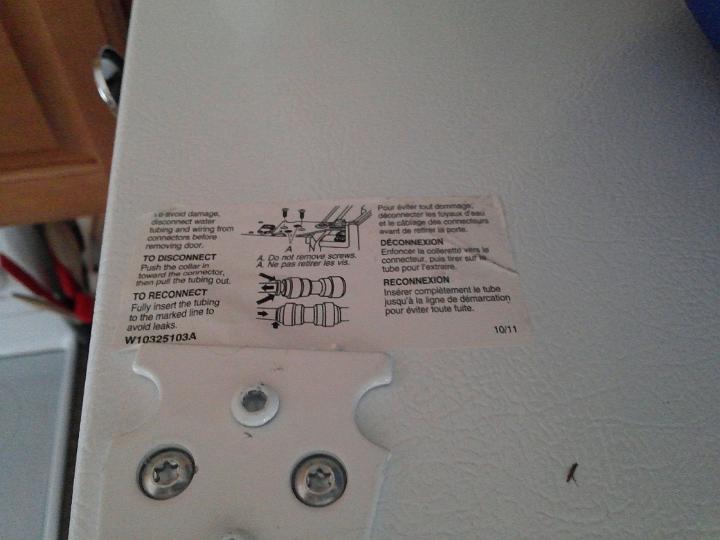 To avoid damage,
disconnect water
tubing and wiring from
connectors before
removing door.
TO DISCONNECT
Push the collar in
toward the connector,
then pull the tubing out.
TO RECONNECT
Fully insert the tubing
to the marked line to
avoid leaks.
W10325103A
A
A. Do not remove screws.
A. Ne pas retirer les vis.
Pour éviter tout dommage,
déconnecter les tuyaux d'eau
et le câblage des connecteurs
avant de retirer la porte.
DÉCONNEXION
Enfoncer la collerette vers le
connecteur, puis tirer sur le
tube pour l'extraire.
RECONNEXION
Insérer complètement le tube
jusqu'à la ligne de démarcation
pour éviter toute fuite.
10/11